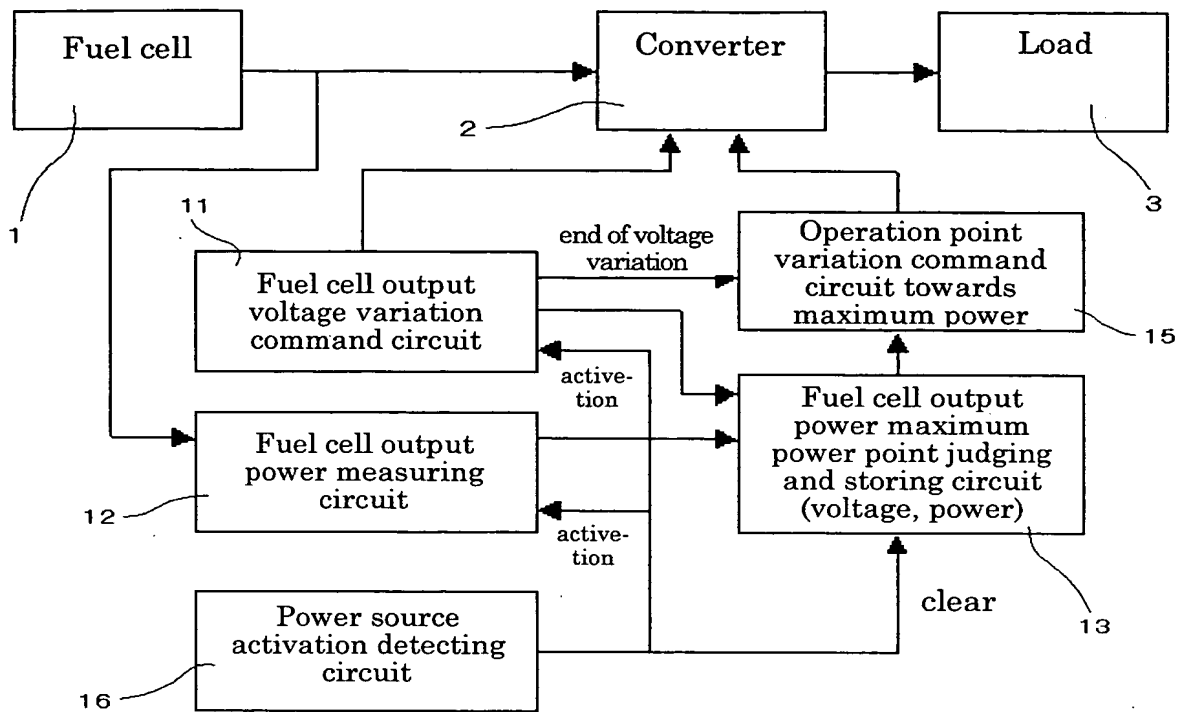 Fuel cell
Converter
Load
1
2
3
11
Fuel cell output
voltage variation
command circuit
end of voltage
variation
Operation point
variation command
circuit towards
maximum power
15
active-
tion
Fuel cell output
power measuring
circuit
12
active-
tion
Fuel cell output
power maximum
power point judging
and storing circuit
(voltage, power)
13
clear
Power source
activation detecting
circuit
16